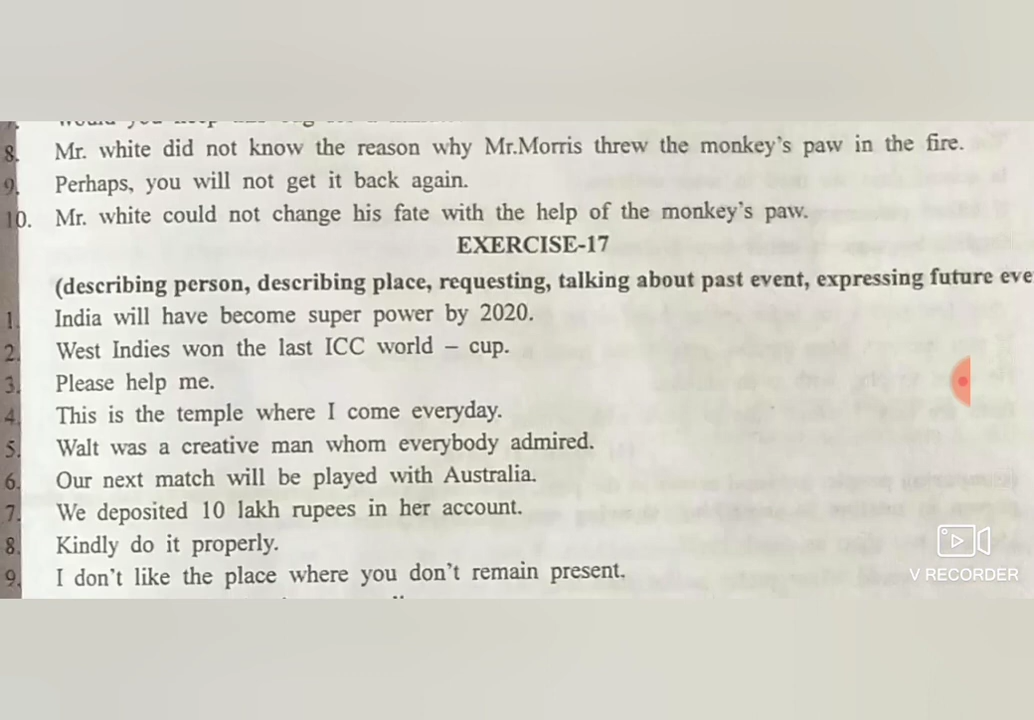 8. Mr. white did not know the reason why Mr.Morris threw the monkey's paw in the fire.
9. Perhaps, you will not get it back again.
10. Mr. white could not change his fate with the help of the monkey's paw.
EXERCISE-17
(describing person, describing place, requesting, talking about past event, expressing future eve
1. India will have become super power by 2020.
2. West Indies won the last ICC world – cup.
3. Please help me.
4. This is the temple where I come everyday.
5. Walt was a creative man whom everybody admired.
6. Our next match will be played with Australia.
7. We deposited 10 lakh rupees in her account.
8. Kindly do it properly.
9. I don't like the place where you don't remain present.
V RECORDER